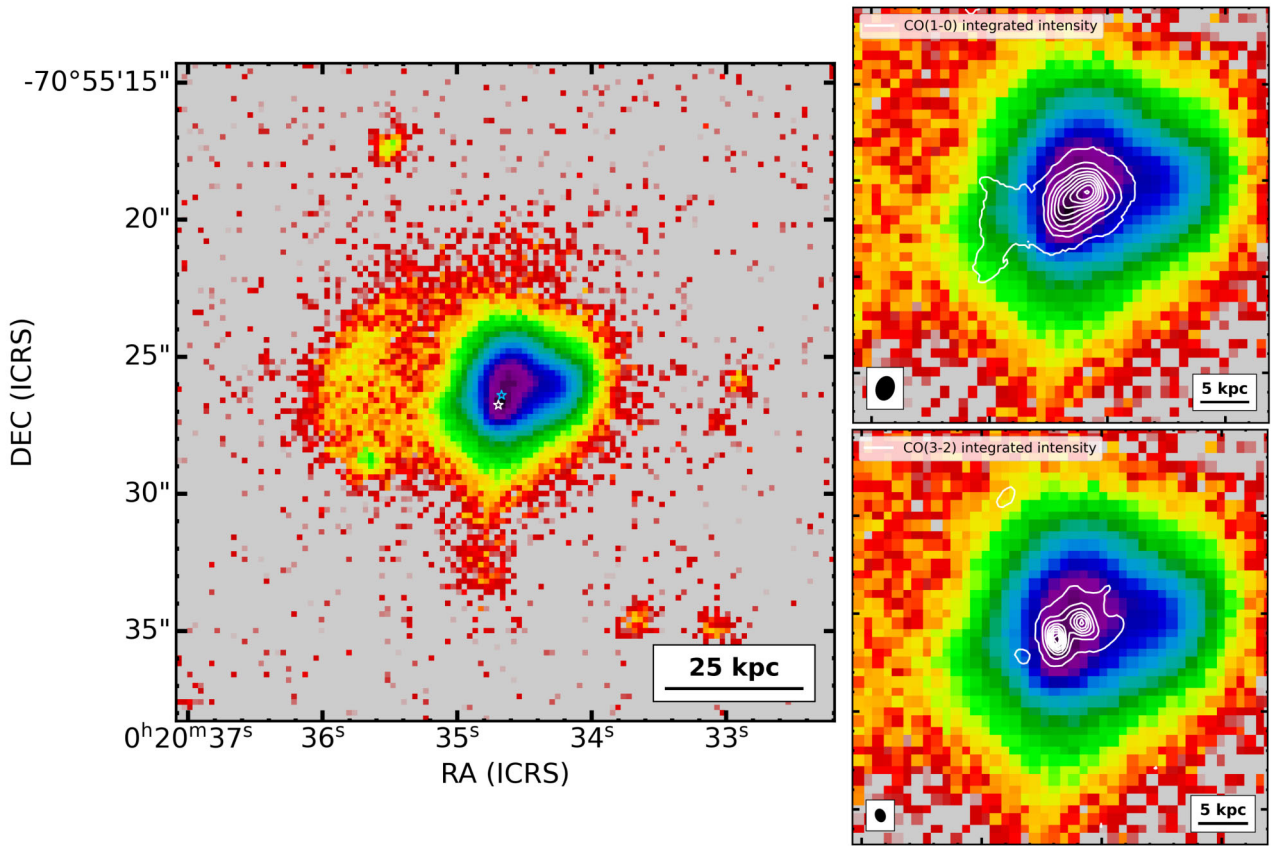 -70°55'15"
20"
25"
30"
35"
DEC (ICRS)
0ʰ20ᵐ37ˢ
36ˢ
35ˢ
34ˢ
33ˢ
RA (ICRS)
25 kpc
CO(1-0) integrated intensity
5 kpc
CO(3-2) integrated intensity
5 kpc